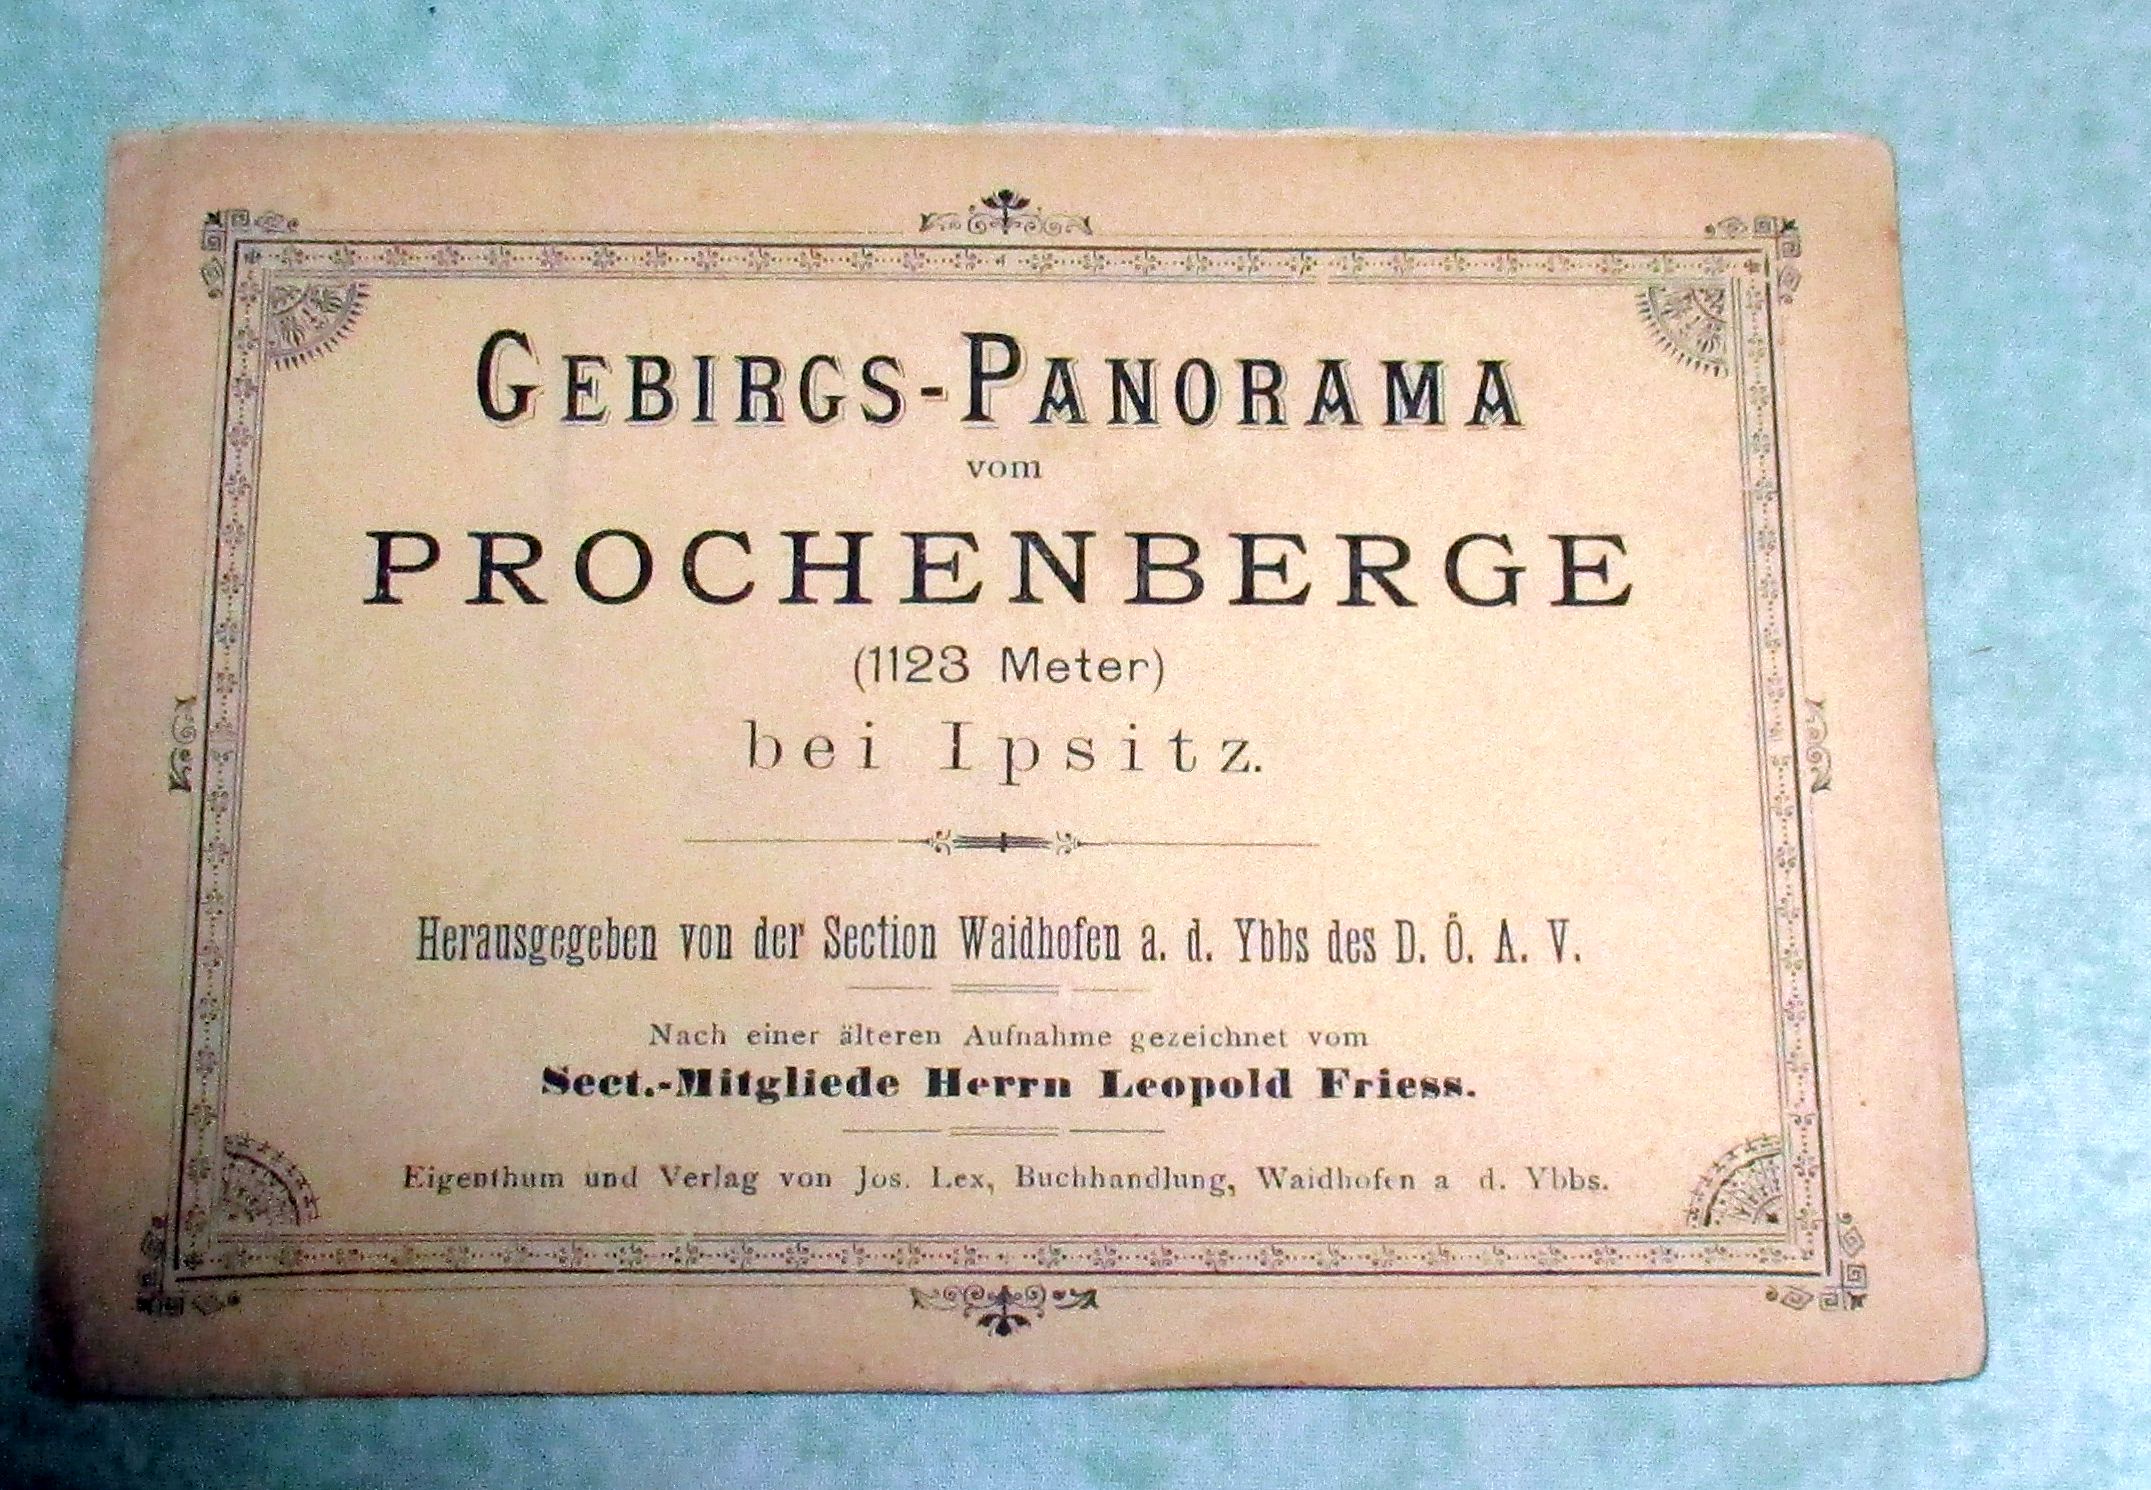 GEBIRGS-PANORAMA
vom
PROCHENBERGE
(1123 Meter)
bei Ipsitz.
Herausgegeben von der Section Waidhofen a. d. Ybbs des D. Ö. A. V.
Nach einer älteren Aufnahme gezeichnet vom
Sect.-Mitgliede Herrn Leopold Friess.
Eigenthum und Verlag von Jos. Lex, Buchhandlung, Waidhofen a d. Ybbs.